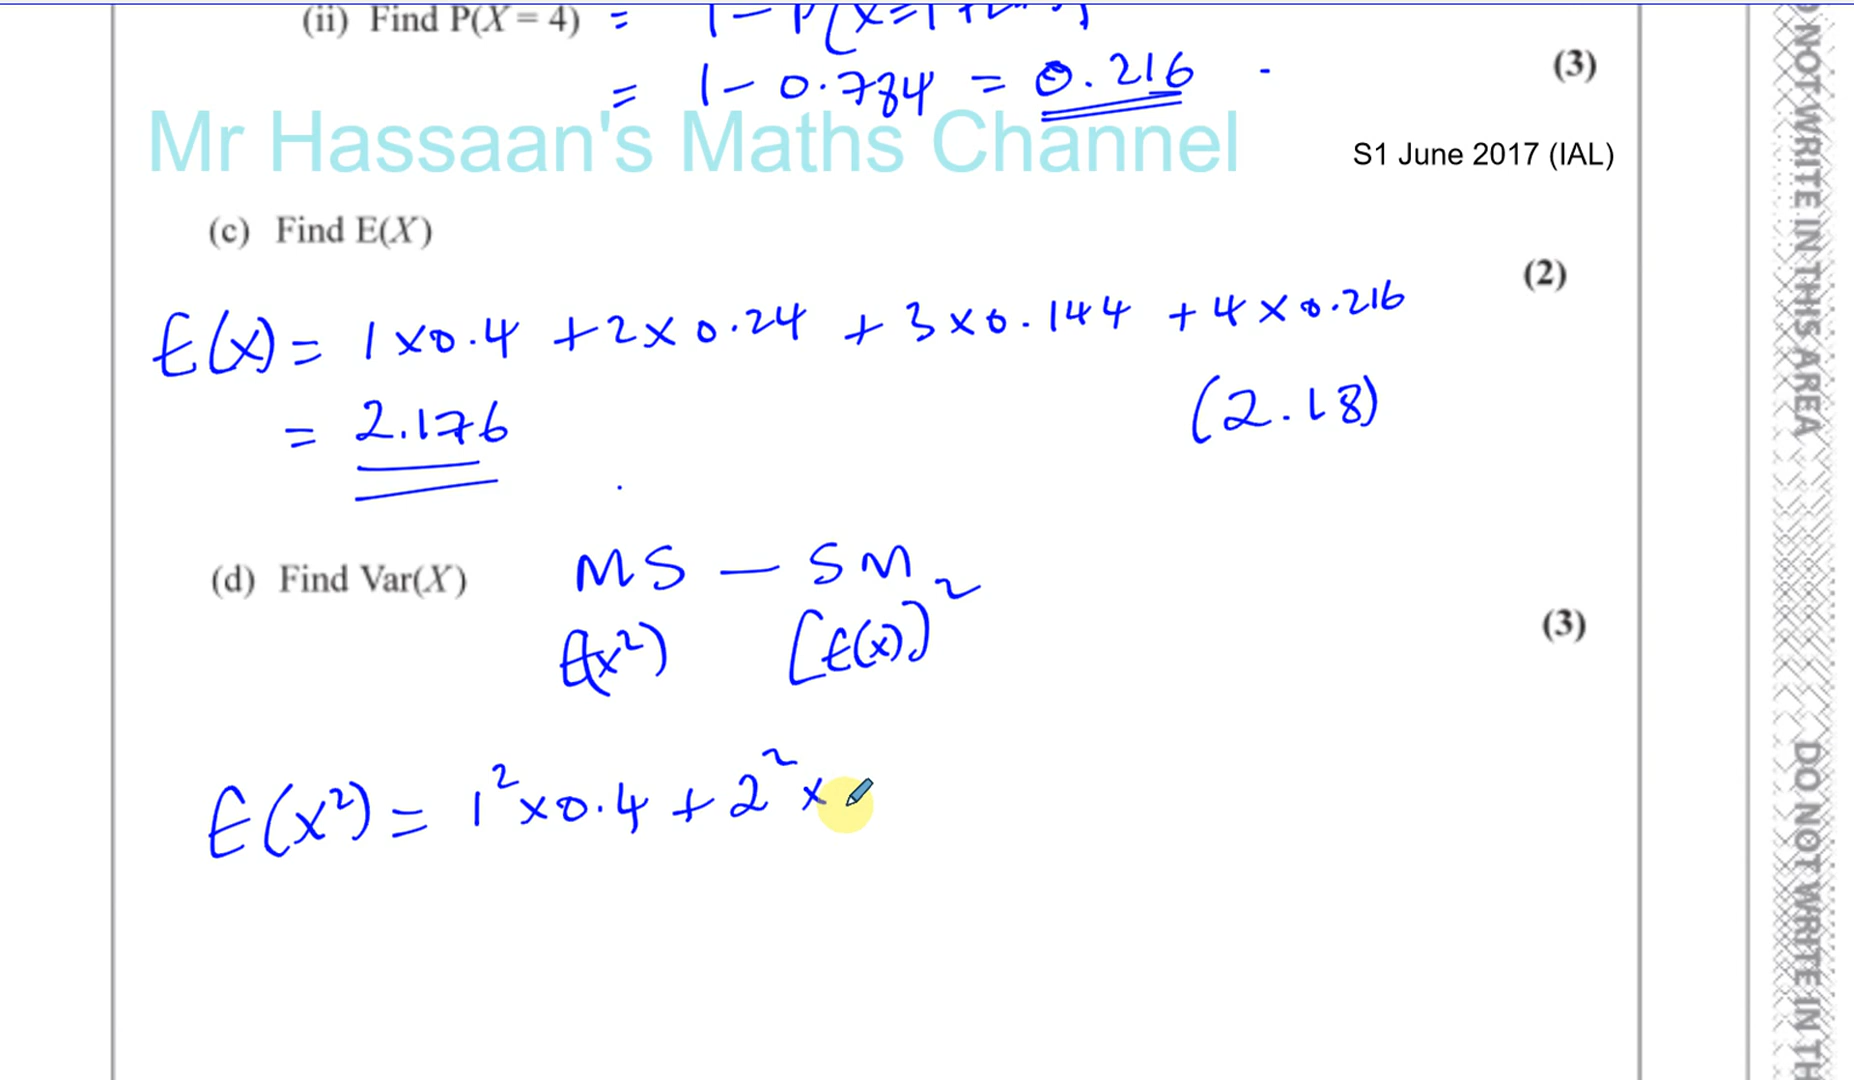 (ii) Find P(X = 4) = 1 - P(X=1
(3)
= 1 - 0.784 = 0.216
Mr Hassaan's Maths Channel
S1 June 2017 (IAL)
(c) Find E(X)
(2)
E(x) = 1 × 0.4 + 2 × 0.24 + 3 × 0.144 + 4 × 0.216
= 2.176 (2.18)
(d) Find Var(X) MS - SM
(3)
E(x²) [E(x)]²
E(x²) = 1² × 0.4 + 2² ×
NOT WRITE IN THIS AREA
DO NOT WRITE IN TH